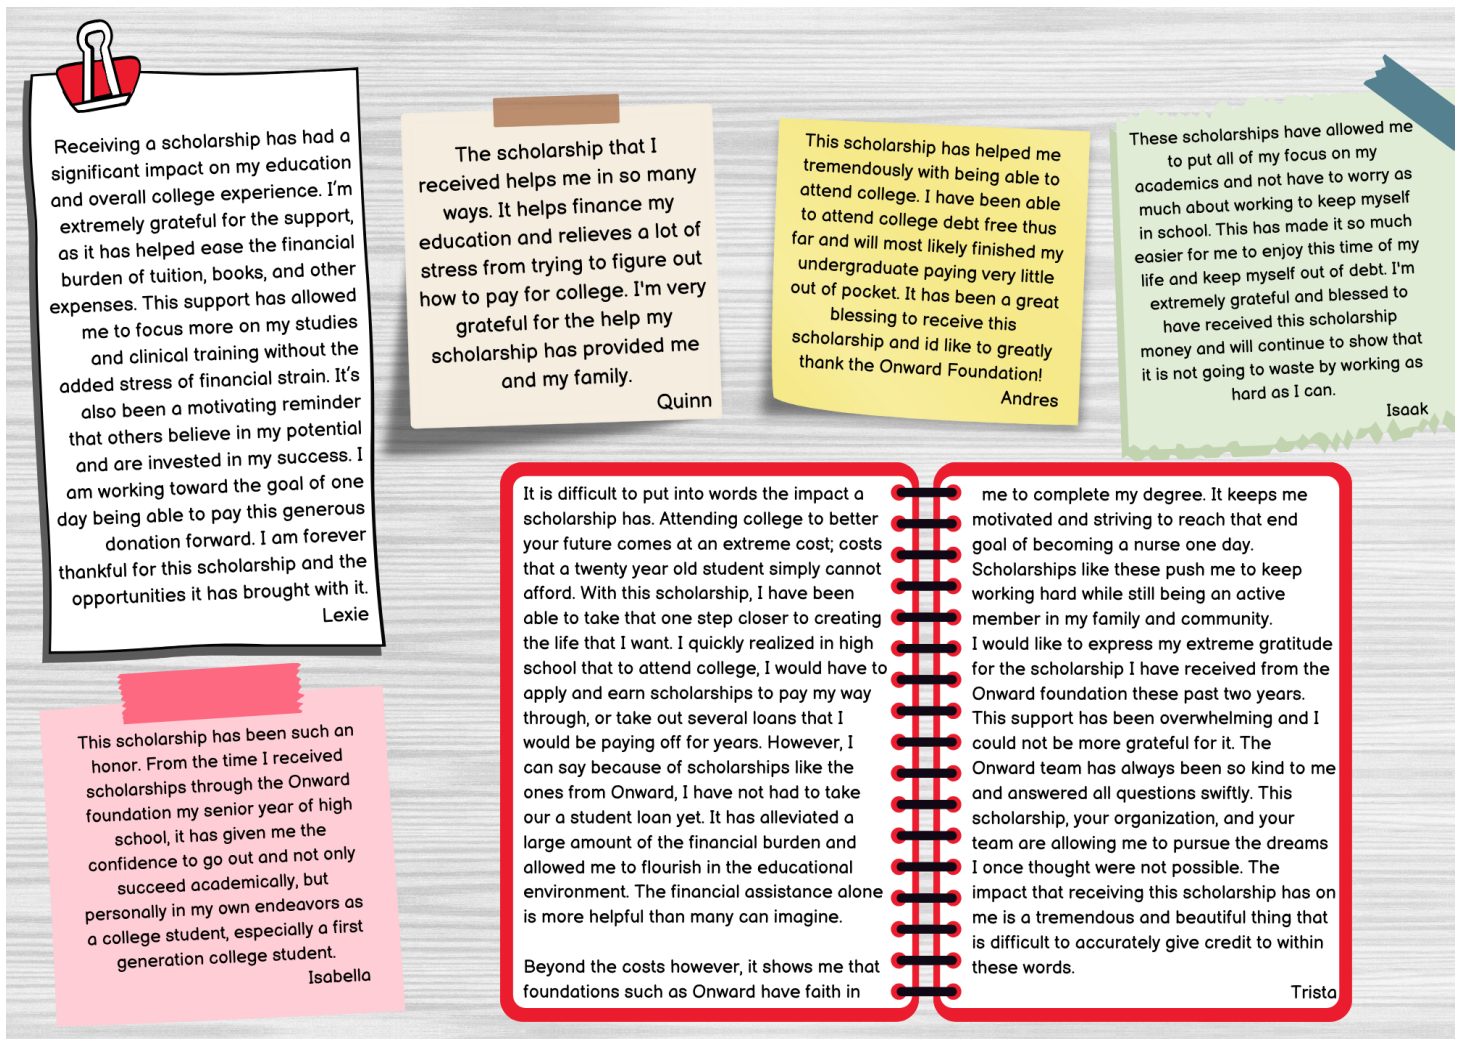 Receiving a scholarship has had a
significant impact on my education
and overall college experience. I'm
extremely grateful for the support,
as it has helped ease the financial
burden of tuition, books, and other
expenses. This support has allowed
me to focus more on my studies
and clinical training without the
added stress of financial strain. It's
also been a motivating reminder
that others believe in my potential
and are invested in my success. I
am working toward the goal of one
day being able to pay this generous
donation forward. I am forever
thankful for this scholarship and the
opportunities it has brought with it.
Lexie
The scholarship that I
received helps me in so many
ways. It helps finance my
education and relieves a lot of
stress from trying to figure out
how to pay for college. I'm very
grateful for the help my
scholarship has provided me
and my family.
Quinn
This scholarship has helped me
tremendously with being able to
attend college. I have been able
to attend college debt free thus
far and will most likely finished my
undergraduate paying very little
out of pocket. It has been a great
blessing to receive this
scholarship and id like to greatly
thank the Onward Foundation!
Andres
These scholarships have allowed me
to put all of my focus on my
academics and not have to worry as
much about working to keep myself
in school. This has made it so much
easier for me to enjoy this time of my
life and keep myself out of debt. I'm
extremely grateful and blessed to
have received this scholarship
money and will continue to show that
it is not going to waste by working as
hard as I can.
Isaak
This scholarship has been such an
honor. From the time I received
scholarships through the Onward
foundation my senior year of high
school, it has given me the
confidence to go out and not only
succeed academically, but
personally in my own endeavors as
a college student, especially a first
generation college student.
Isabella
It is difficult to put into words the impact a
scholarship has. Attending college to better
your future comes at an extreme cost; costs
that a twenty year old student simply cannot
afford. With this scholarship, I have been
able to take that one step closer to creating
the life that I want. I quickly realized in high
school that to attend college, I would have to
apply and earn scholarships to pay my way
through, or take out several loans that I
would be paying off for years. However, I
can say because of scholarships like the
ones from Onward, I have not had to take
our a student loan yet. It has alleviated a
large amount of the financial burden and
allowed me to flourish in the educational
environment. The financial assistance alone
is more helpful than many can imagine.
Beyond the costs however, it shows me that
foundations such as Onward have faith in
me to complete my degree. It keeps me
motivated and striving to reach that end
goal of becoming a nurse one day.
Scholarships like these push me to keep
working hard while still being an active
member in my family and community.
I would like to express my extreme gratitude
for the scholarship I have received from the
Onward foundation these past two years.
This support has been overwhelming and I
could not be more grateful for it. The
Onward team has always been so kind to me
and answered all questions swiftly. This
scholarship, your organization, and your
team are allowing me to pursue the dreams
I once thought were not possible. The
impact that receiving this scholarship has on
me is a tremendous and beautiful thing that
is difficult to accurately give credit to within
these words.
Trista